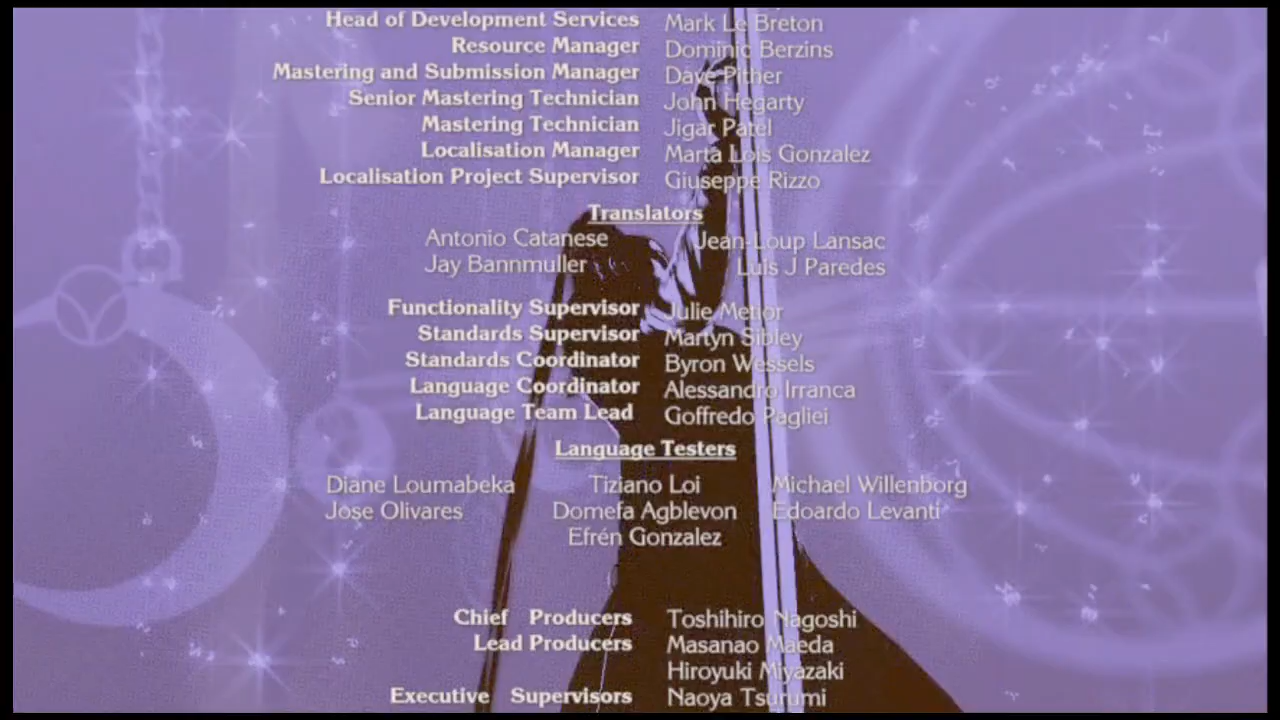 Head of Development Services Mark Le Breton
Resource Manager Dominic Berzins
Mastering and Submission Manager Dave Pither
Senior Mastering Technician John Hegarty
Mastering Technician Jigar Patel
Localisation Manager Marta Lois Gonzalez
Localisation Project Supervisor Giuseppe Rizzo
Translators
Antonio Catanese Jean-Loup Lansac
Jay Bannmuller Luis J Paredes
Functionality Supervisor Julie Metior
Standards Supervisor Martyn Sibley
Standards Coordinator Byron Wessels
Language Coordinator Alessandro Irranca
Language Team Lead Goffredo Pagliei
Language Testers
Diane Loumabeka Tiziano Loi Michael Willenborg
Jose Olivares Domefa Agblevon Edoardo Levanti
Efrén Gonzalez
Chief Producers Toshihiro Nagoshi
Lead Producers Masanao Maeda
Hiroyuki Miyazaki
Executive Supervisors Naoya Tsurumi